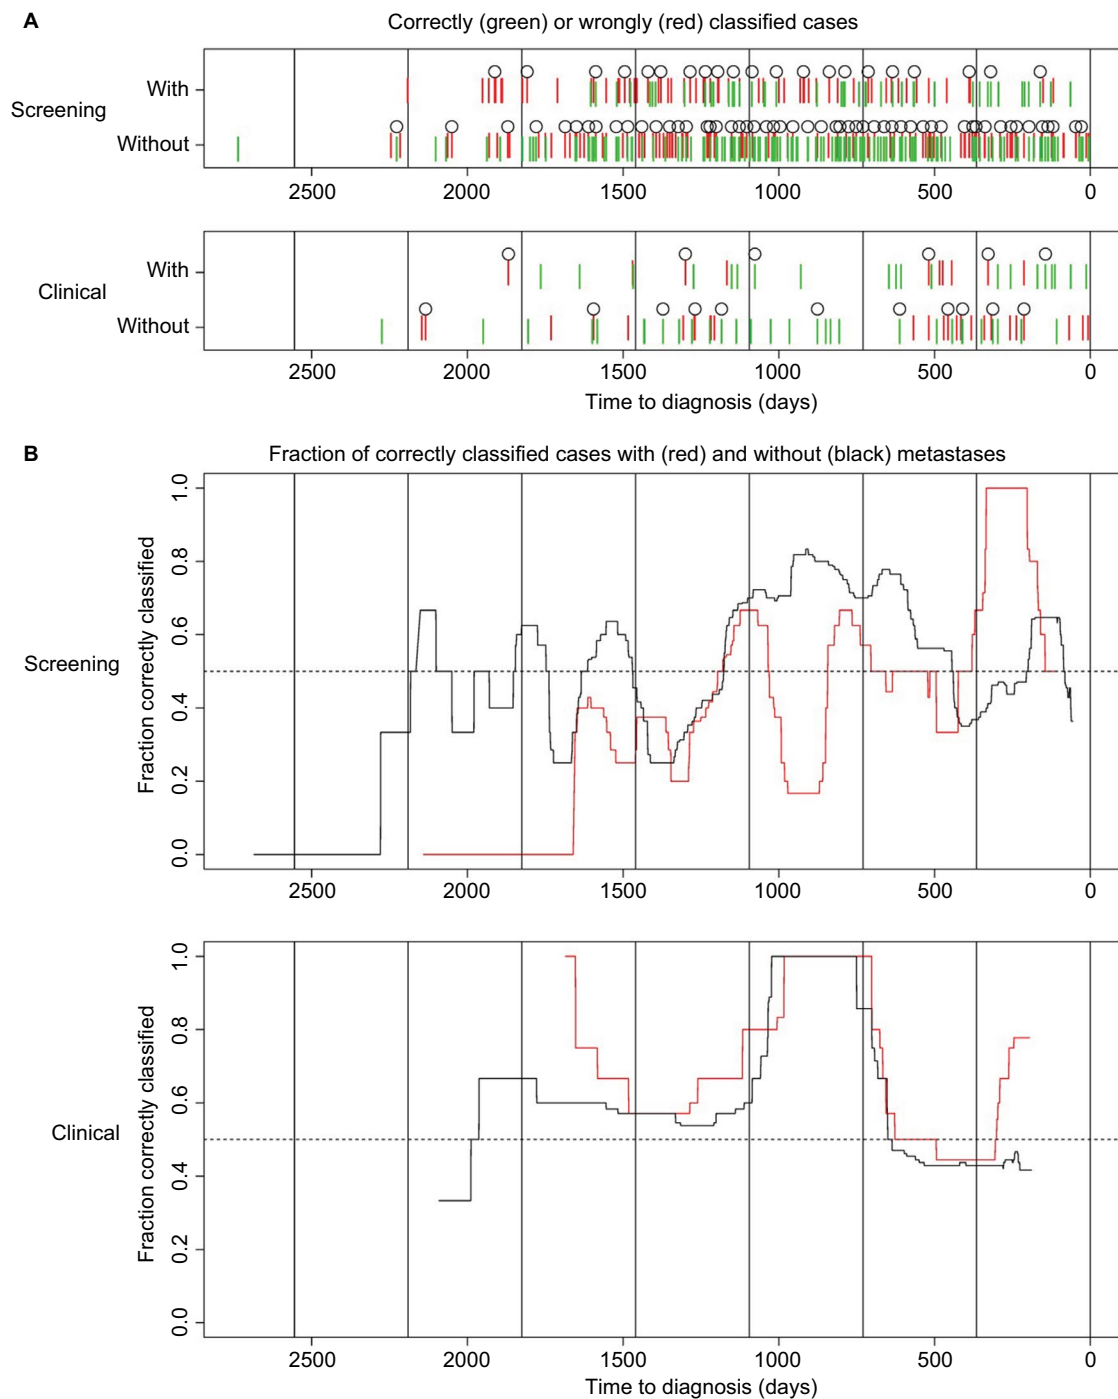 A
Correctly (green) or wrongly (red) classified cases
Screening
With
Without
2500 2000 1500 1000 500 0
Clinical
With
Without
2500 2000 1500 1000 500 0
Time to diagnosis (days)
B
Fraction of correctly classified cases with (red) and without (black) metastases
Screening
Fraction correctly classified
1.0
0.8
0.6
0.4
0.2
0.0
2500 2000 1500 1000 500 0
Clinical
Fraction correctly classified
1.0
0.8
0.6
0.4
0.2
0.0
2500 2000 1500 1000 500 0
Time to diagnosis (days)